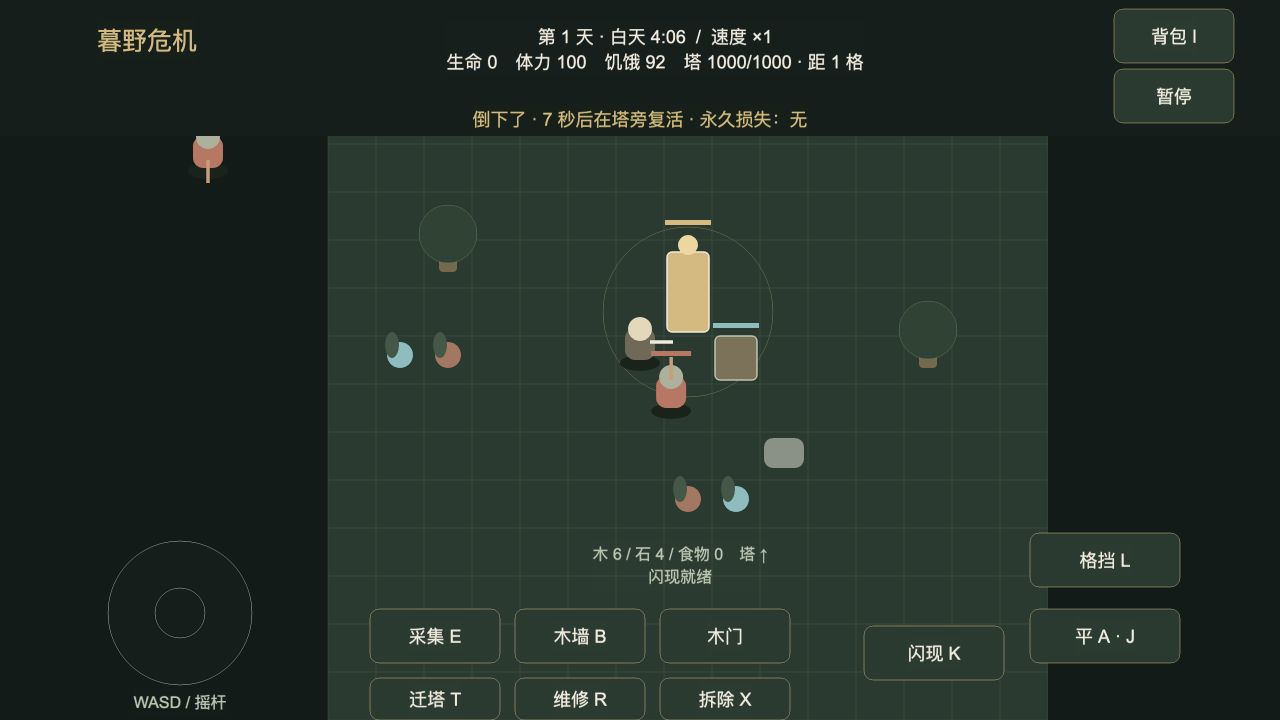 暮野危机
第 1 天 · 白天 4:06 / 速度 ×1
生命 0 体力 100 饥饿 92 塔 1000/1000 · 距 1 格
倒下了 · 7 秒后在塔旁复活 · 永久损失：无
背包 I
暂停
木 6 / 石 4 / 食物 0 塔 ↑
闪现就绪
采集 E
木墙 B
木门
迁塔 T
维修 R
拆除 X
闪现 K
格挡 L
平 A · J
WASD / 摇杆